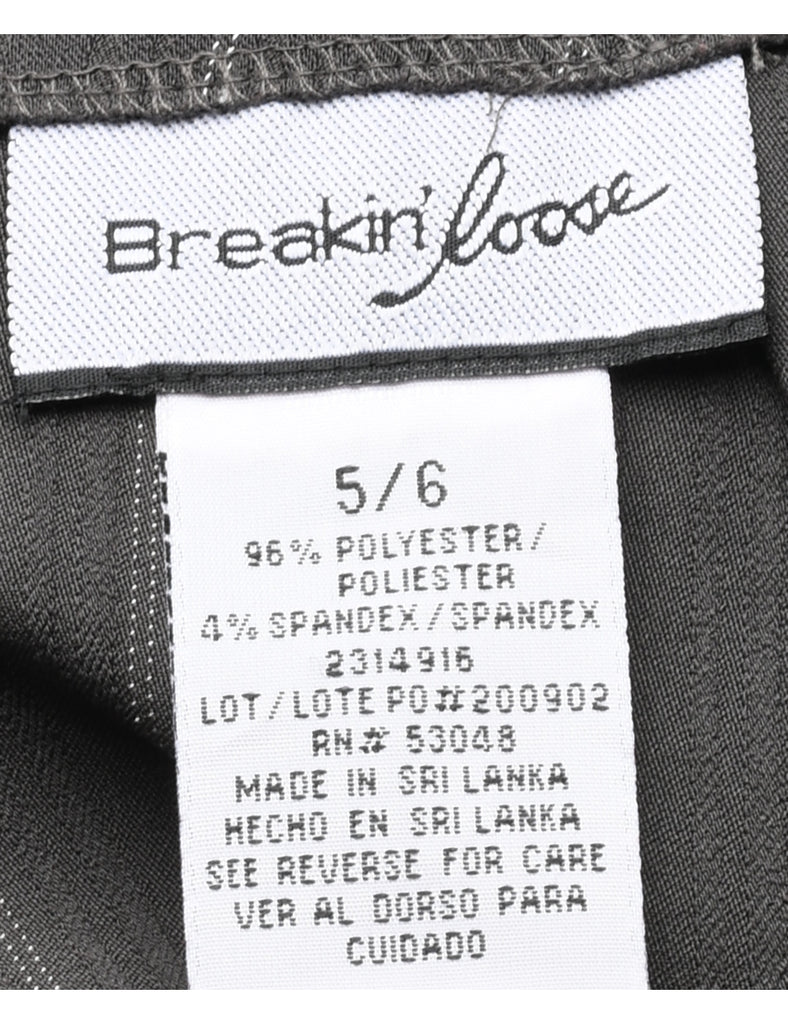 Breakin' loose
5/6
96% POLYESTER/
POLIESTER
4% SPANDEX/SPANDEX
2314916
LOT/LOTE PO#200902
RN# 53048
MADE IN SRI LANKA
HECHO EN SRI LANKA
SEE REVERSE FOR CARE
VER AL DORSO PARA
CUIDADO